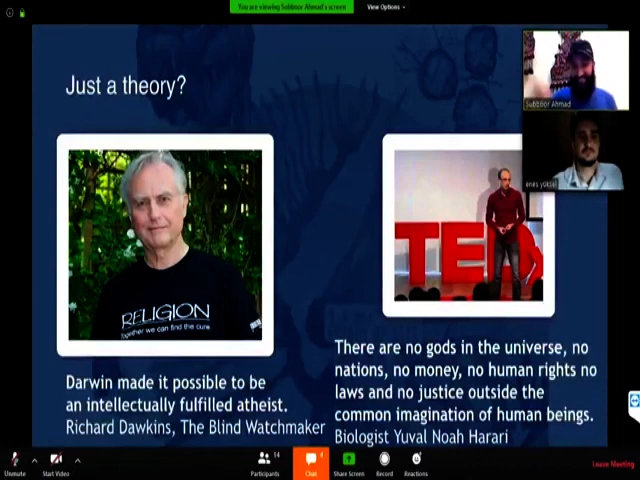 You are viewing Subboor Ahmad's screen
View Options
Just a theory?
Subboor Ahmad
enes yüksel
RELIGION
Together we can find the cure
TED
Darwin made it possible to be
an intellectually fulfilled atheist.
Richard Dawkins, The Blind Watchmaker
There are no gods in the universe, no
nations, no money, no human rights no
laws and no justice outside the
common imagination of human beings.
Biologist Yuval Noah Harari
Unmute
Start Video
14
Participants
4
Chat
Share Screen
Record
Reactions
Leave Meeting